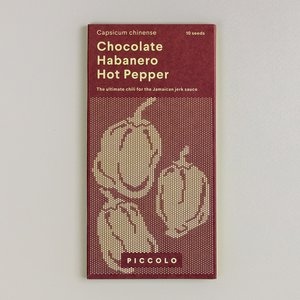 Capsicum chinense
10 seeds
Chocolate
Habanero
Hot Pepper
The ultimate chili for the Jamaican jerk sauce.
PICCOLO